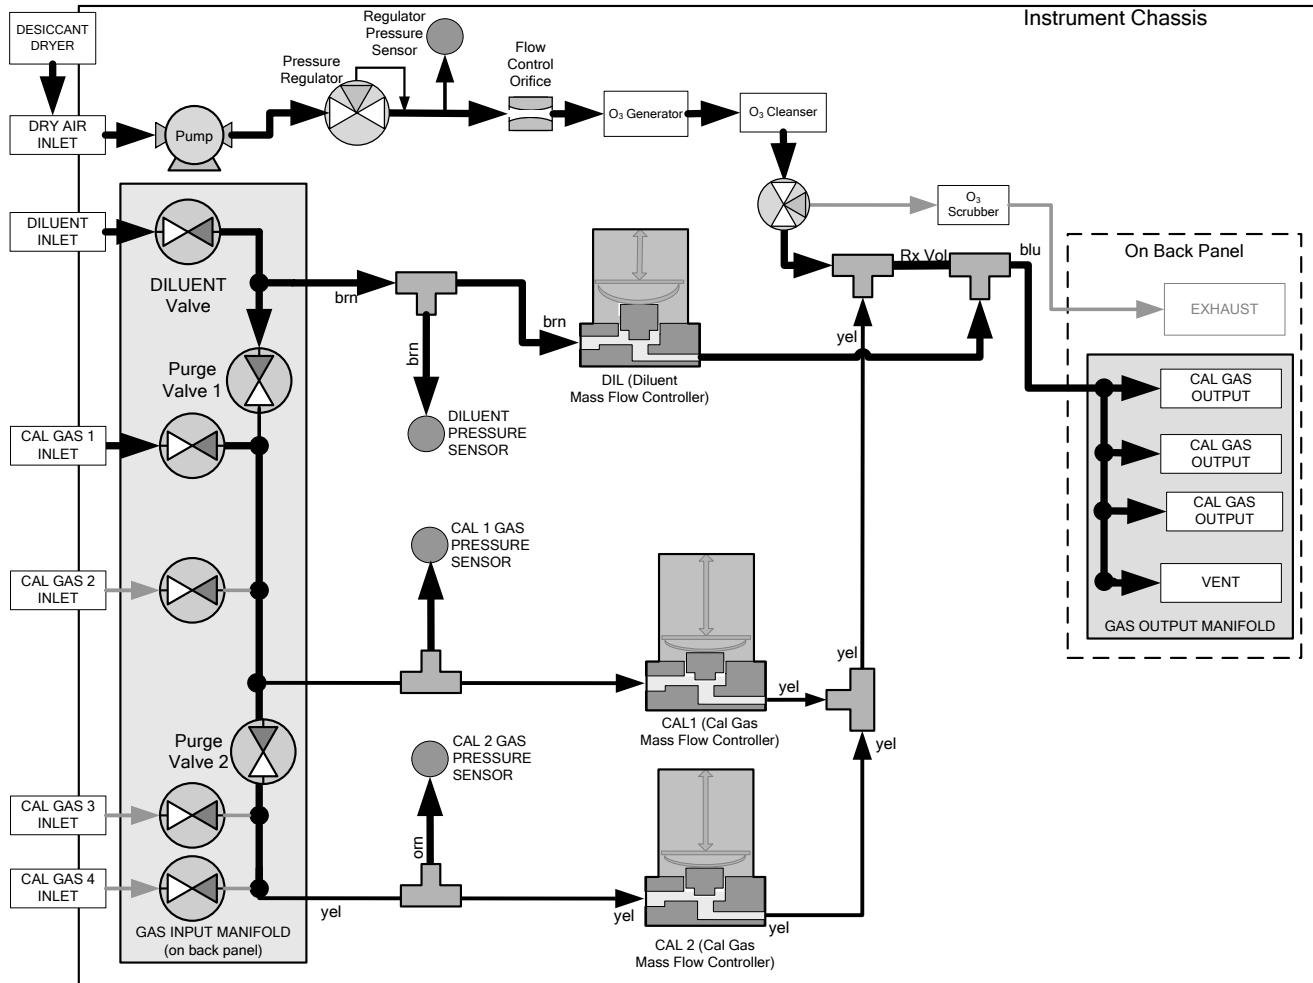 Instrument Chassis
DESICCANT
DRYER
DRY AIR
INLET
Pump
Pressure
Regulator
Regulator
Pressure
Sensor
Flow
Control
Orifice
O3 Generator
O3 Cleanser
O3
Scrubber
DILUENT
INLET
DILUENT
Valve
brn
brn
brn
DILUENT
PRESSURE
SENSOR
DIL (Diluent
Mass Flow Controller)
Rx Vol
blu
yel
On Back Panel
EXHAUST
CAL GAS
OUTPUT
CAL GAS
OUTPUT
CAL GAS
OUTPUT
VENT
GAS OUTPUT MANIFOLD
Purge
Valve 1
CAL GAS 1
INLET
CAL GAS 2
INLET
CAL 1 GAS
PRESSURE
SENSOR
CAL1 (Cal Gas
Mass Flow Controller)
yel
yel
yel
Purge
Valve 2
CAL 2 GAS
PRESSURE
SENSOR
CAL GAS 3
INLET
CAL GAS 4
INLET
orn
yel
yel
yel
CAL 2 (Cal Gas
Mass Flow Controller)
GAS INPUT MANIFOLD
(on back panel)